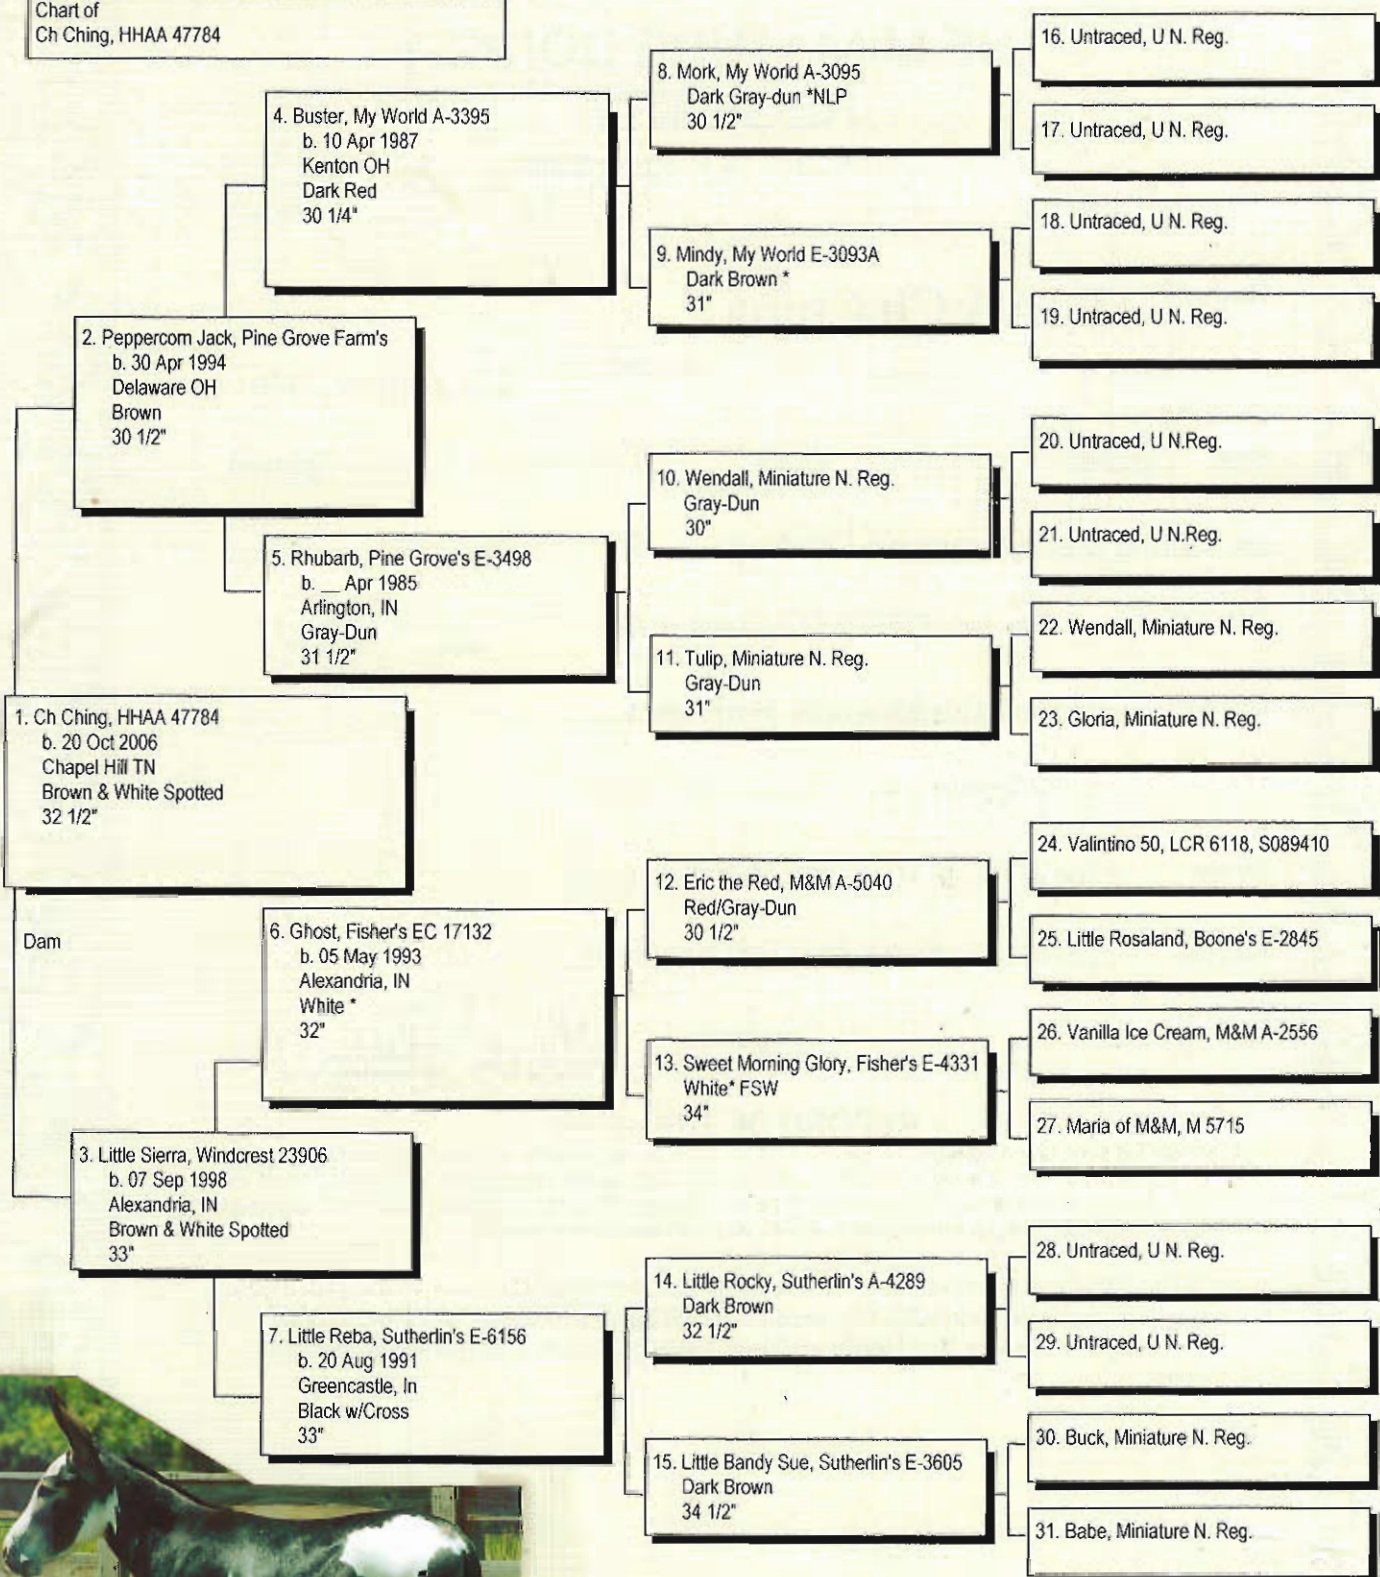 Chart of
Ch Ching, HHAA 47784
1. Ch Ching, HHAA 47784
b. 20 Oct 2006
Chapel Hill TN
Brown & White Spotted
32 1/2"
Dam
2. Peppercorn Jack, Pine Grove Farm's
b. 30 Apr 1994
Delaware OH
Brown
30 1/2"
3. Little Sierra, Windcrest 23906
b. 07 Sep 1998
Alexandria, IN
Brown & White Spotted
33"
4. Buster, My World A-3395
b. 10 Apr 1987
Kenton OH
Dark Red
30 1/4"
5. Rhubarb, Pine Grove's E-3498
b. __ Apr 1985
Arlington, IN
Gray-Dun
31 1/2"
6. Ghost, Fisher's EC 17132
b. 05 May 1993
Alexandria, IN
White *
32"
7. Little Reba, Sutherlin's E-6156
b. 20 Aug 1991
Greencastle, In
Black w/Cross
33"
8. Mork, My World A-3095
Dark Gray-dun *NLP
30 1/2"
9. Mindy, My World E-3093A
Dark Brown *
31"
10. Wendall, Miniature N. Reg.
Gray-Dun
30"
11. Tulip, Miniature N. Reg.
Gray-Dun
31"
12. Eric the Red, M&M A-5040
Red/Gray-Dun
30 1/2"
13. Sweet Morning Glory, Fisher's E-4331
White* FSW
34"
14. Little Rocky, Sutherlin's A-4289
Dark Brown
32 1/2"
15. Little Bandy Sue, Sutherlin's E-3605
Dark Brown
34 1/2"
16. Untraced, U N. Reg.
17. Untraced, U N. Reg.
18. Untraced, U N. Reg.
19. Untraced, U N. Reg.
20. Untraced, U N.Reg.
21. Untraced, U N.Reg.
22. Wendall, Miniature N. Reg.
23. Gloria, Miniature N. Reg.
24. Valintino 50, LCR 6118, S089410
25. Little Rosaland, Boone's E-2845
26. Vanilla Ice Cream, M&M A-2556
27. Maria of M&M, M 5715
28. Untraced, U N. Reg.
29. Untraced, U N. Reg.
30. Buck, Miniature N. Reg.
31. Babe, Miniature N. Reg.